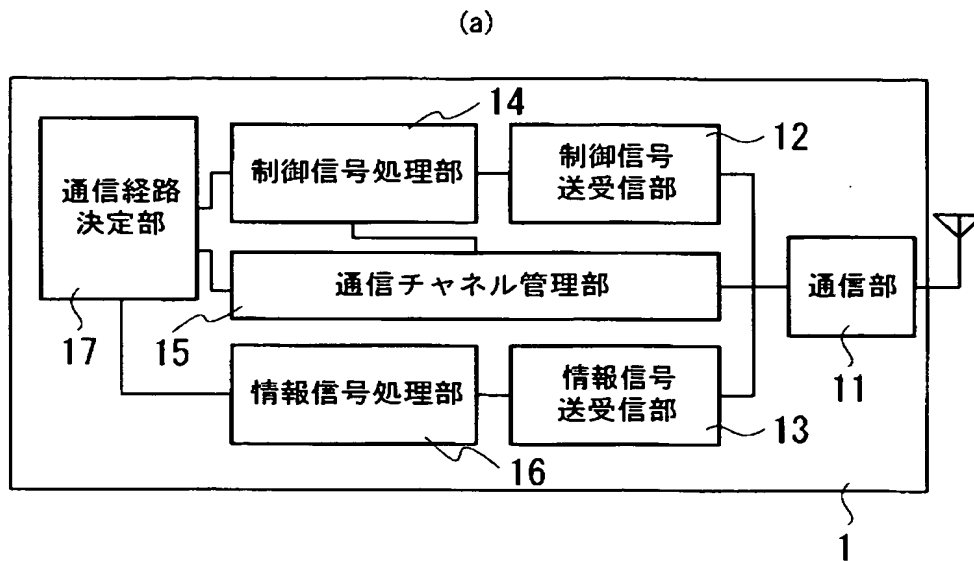 (a)
14
12
制御信号処理部
制御信号
送受信部
通信経路
決定部
通信チャネル管理部
通信部
17
15
11
情報信号処理部
情報信号
送受信部
13
16
1